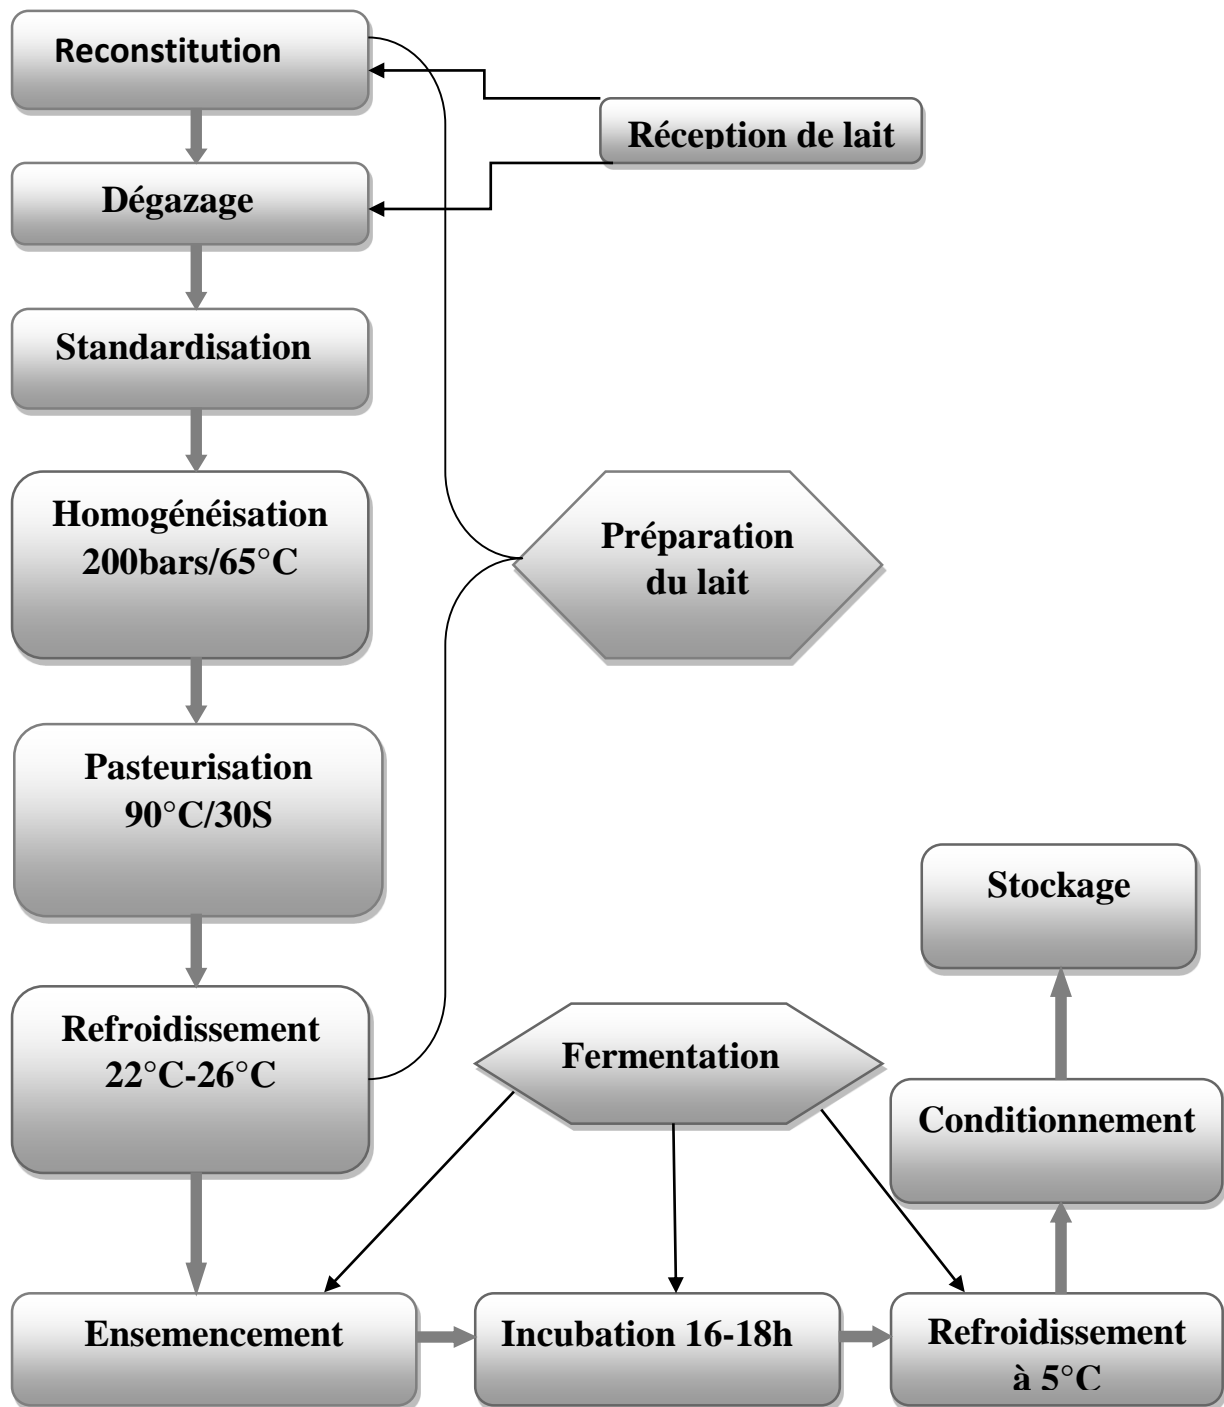 Reconstitution
Réception de lait
Dégazage
Standardisation
Homogénéisation
200bars/65°C
Préparation
du lait
Pasteurisation
90°C/30S
Stockage
Refroidissement
22°C-26°C
Fermentation
Conditionnement
Ensemencement
Incubation 16-18h
Refroidissement
à 5°C